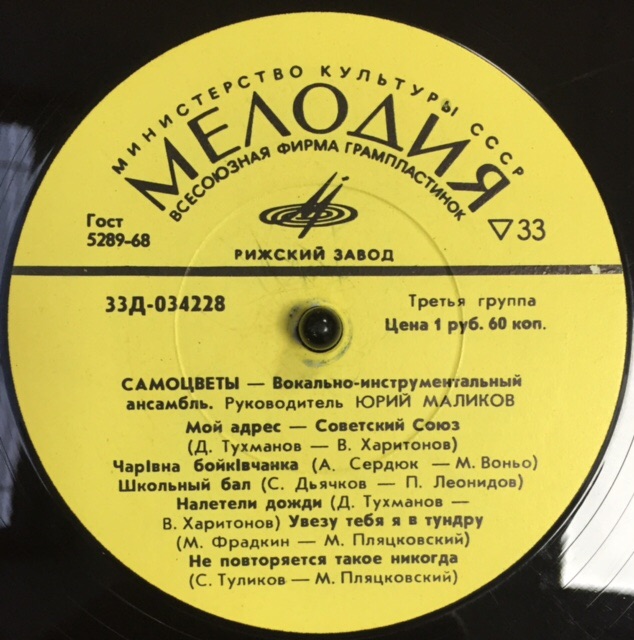 МИНИСТЕРСТВО КУЛЬТУРЫ СССР
МЕЛОДИЯ
ВСЕСОЮЗНАЯ ФИРМА ГРАМПЛАСТИНОК
Гост
5289-68
▽33
РИЖСКИЙ ЗАВОД
33Д-034228
Третья группа
Цена 1 руб. 60 коп.
САМОЦВЕТЫ — Вокально-инструментальный
ансамбль. Руководитель ЮРИЙ МАЛИКОВ
Мой адрес — Советский Союз
(Д. Тухманов — В. Харитонов)
ЧарІвна бойкІвчанка (А. Сердюк — М. Воньо)
Школьный бал (С. Дьячков — П. Леонидов)
Налетели дожди (Д. Тухманов —
В. Харитонов) Увезу тебя я в тундру
(М. Фрадкин — М. Пляцковский)
Не повторяется такое никогда
(С. Туликов — М. Пляцковский)